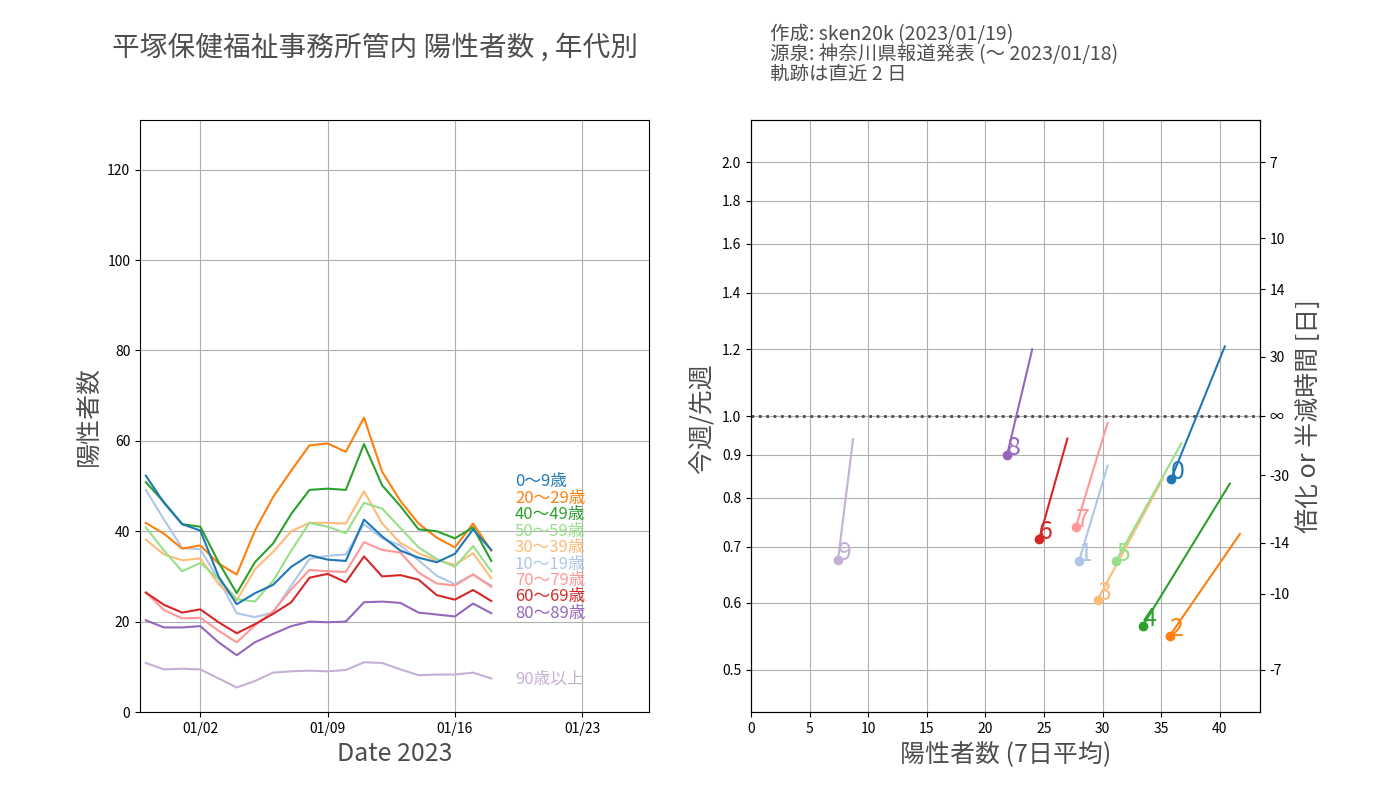 平塚保健福祉事務所管内 陽性者数 , 年代別
作成: sken20k (2023/01/19)
源泉: 神奈川県報道発表 (～ 2023/01/18)
軌跡は直近 2 日
陽性者数
120
100
80
60
40
20
0
01/02
01/09
01/16
01/23
Date 2023
0～9歳
20～29歳
40～49歳
50～59歳
30～39歳
10～19歳
70～79歳
60～69歳
80～89歳
90歳以上
今週/先週
2.0
1.8
1.6
1.4
1.2
1.0
0.9
0.8
0.7
0.6
0.5
0
5
10
15
20
25
30
35
40
陽性者数 (7日平均)
7
10
14
30
∞
-30
-14
-10
-7
倍化 or 半減時間 [日]
9
8
6
7
1
5
3
4
2
0